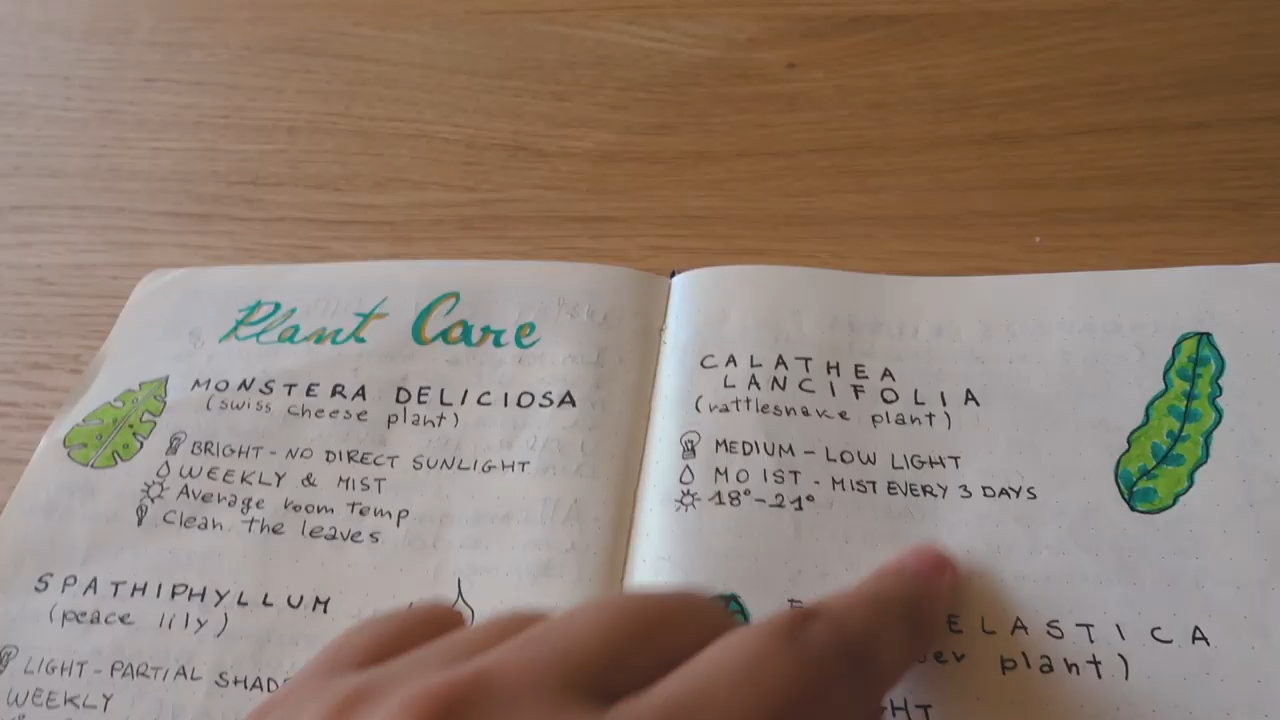 Plant Care
MONSTERA DELICIOSA
(swiss cheese plant)
BRIGHT - NO DIRECT SUNLIGHT
WEEKLY & MIST
Average room Temp
Clean the leaves
SPATHIPHYLLUM
(peace lily)
LIGHT - PARTIAL
WEEKLY
CALATHEA
LANCIFOLIA
(rattlesnake plant)
MEDIUM - LOW LIGHT
MOIST - MIST EVERY 3 DAYS
18° - 21°
ELASTICA
plant)